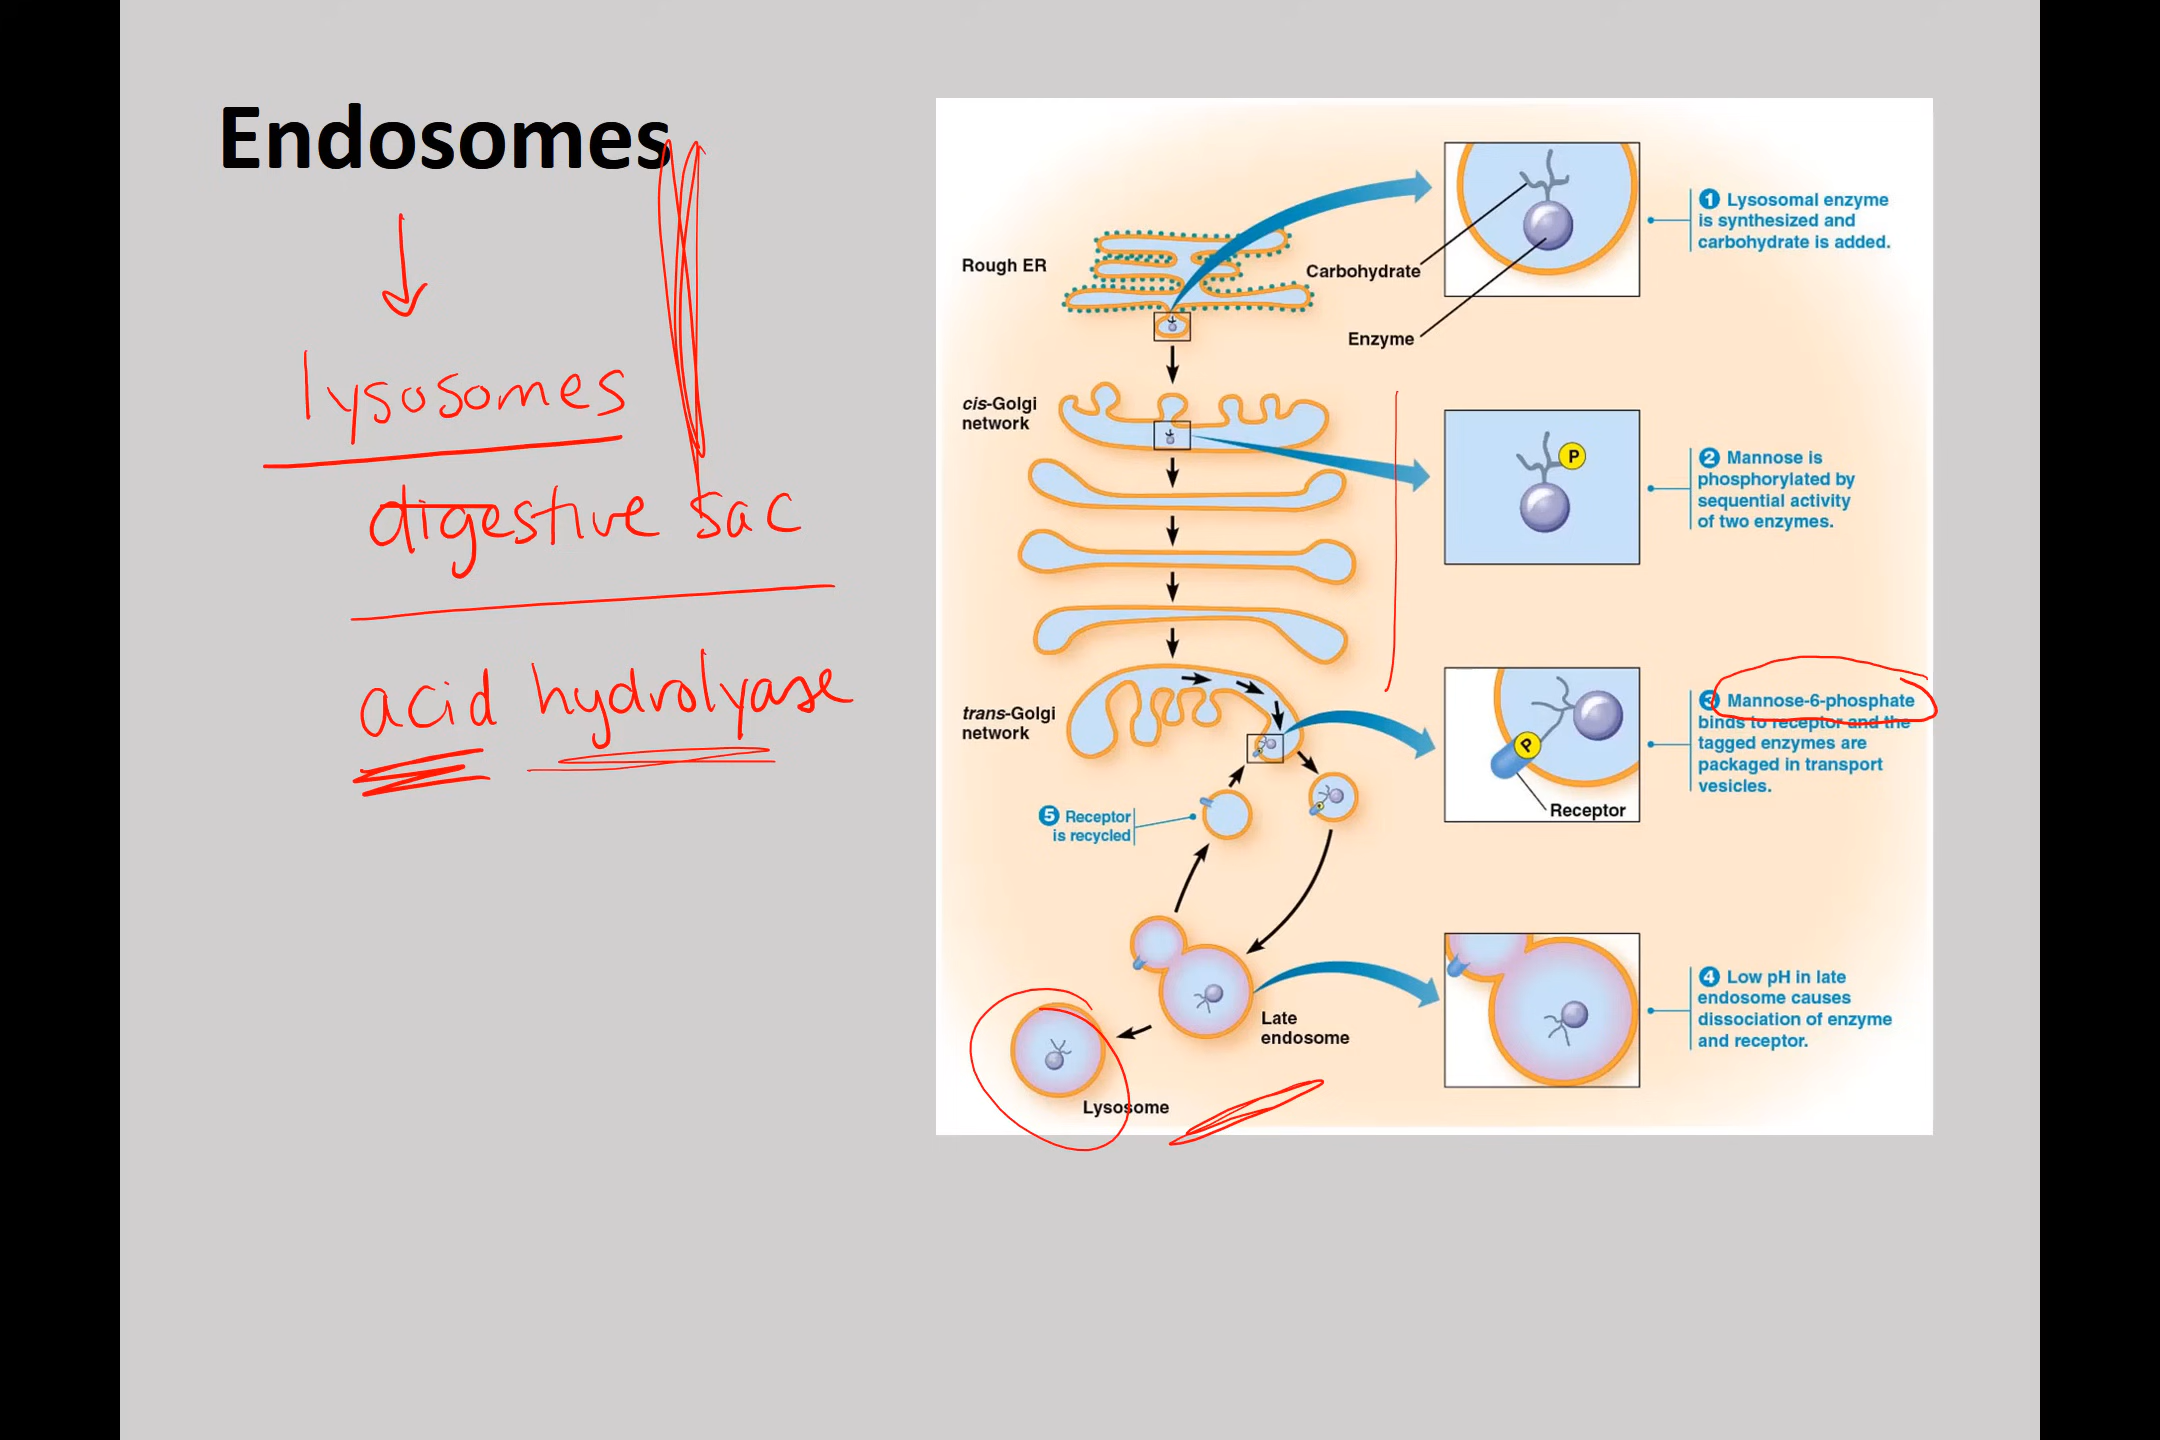 Endosomes
lysosomes
digestive sac
acid hydrolyase
Rough ER
Carbohydrate
Enzyme
1 Lysosomal enzyme
is synthesized and
carbohydrate is added.
cis-Golgi
network
P
2 Mannose is
phosphorylated by
sequential activity
of two enzymes.
trans-Golgi
network
P
Receptor
3 Mannose-6-phosphate
binds to receptor and the
tagged enzymes are
packaged in transport
vesicles.
5 Receptor
is recycled
Late
endosome
4 Low pH in late
endosome causes
dissociation of enzyme
and receptor.
Lysosome